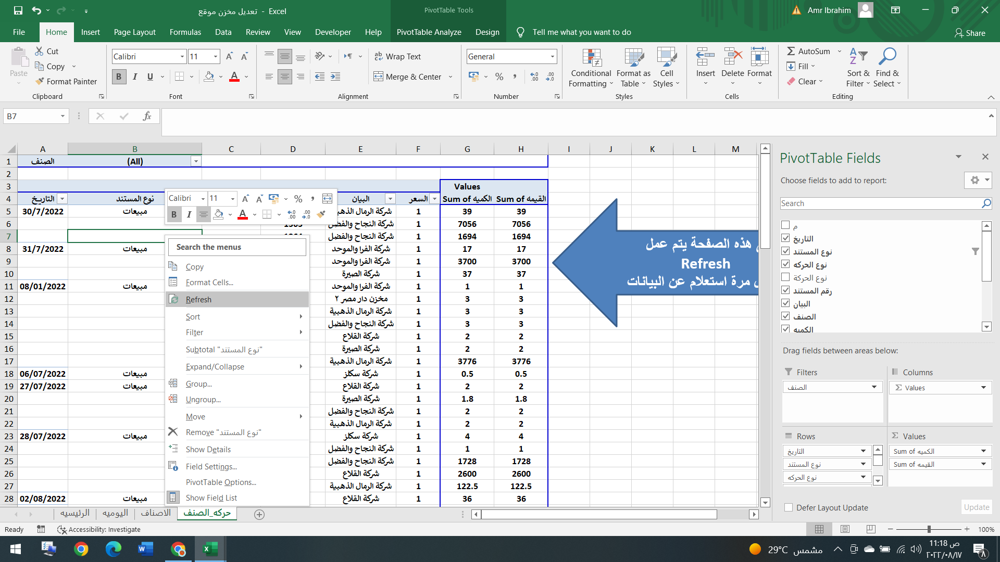 تعديل مخزن موقع - Excel
PivotTable Tools
Amr Ibrahim
File Home Insert Page Layout Formulas Data Review View Developer Help PivotTable Analyze Design Tell me what you want to do Share
Paste Cut Copy Format Painter Clipboard
Calibri 11 B I U A Font
Wrap Text Merge & Center Alignment
General % Number
Conditional Formatting Format as Table Cell Styles Styles
Insert Delete Format Cells
AutoSum Fill Clear Sort & Filter Find & Select Editing
B7 fx
A B C D E F G H I J K L M
1 الصنف (All)
2
3 Values
4 التاريخ نوع المستند البيان السعر Sum of الكميه Sum of القيمه
5 30/7/2022 مبيعات 1 39 39
6 شركة النجاح والفضل 1 7056 7056
7 شركة النجاح والفضل 1 1694 1694
8 31/7/2022 مبيعات شركة الفرا والموحد 1 17 17
9 شركة الفرا والموحد 1 3700 3700
10 شركة الصيرة 1 37 37
11 08/01/2022 مبيعات شركة الفرا والموحد 1 1 1
12 مخزن دار مصر ٢ 1 3 3
13 شركة الرمال الذهبية 1 3 3
14 شركة النجاح والفضل 1 3 3
15 شركة القلاع 1 2 2
16 شركة الصيرة 1 2 2
17 شركة الرمال الذهبية 1 3776 3776
18 06/07/2022 مبيعات شركة سكلز 1 0.5 0.5
19 27/07/2022 مبيعات شركة القلاع 1 2 2
20 شركة الصيرة 1 1.8 1.8
21 شركة النجاح والفضل 1 2 2
22 شركة الرمال الذهبية 1 2 2
23 28/07/2022 مبيعات شركة سكلز 1 4 4
24 شركة النجاح والفضل 1 1 1
25 شركة النجاح والفضل 1 1728 1728
26 شركة القلاع 1 2600 2600
27 شركة الرمال الذهبية 1 122.5 122.5
28 02/08/2022 مبيعات شركة القلاع 1 36 36
Calibri 11 %
B I A
Search the menus
Copy
Format Cells...
Refresh
Sort
Filter
Subtotal "نوع المستند"
Expand/Collapse
Group...
Ungroup...
Move
Remove "نوع المستند"
Show Details
Field Settings...
PivotTable Options...
Show Field List
هذه الصفحة يتم عمل
Refresh
مرة استعلام عن البيانات
PivotTable Fields
Choose fields to add to report:
Search
م
التاريخ
نوع المستند
نوع الحركه
نوع الحركة
رقم المستند
البيان
الصنف
الكميه
Drag fields between areas below:
Filters
الصنف
Columns
Σ Values
Rows
التاريخ
نوع المستند
نوع الحركه
Σ Values
Sum of الكميه
Sum of القيمه
Defer Layout Update Update
الرئيسيه اليوميه الاصناف حركه_الصنف
Ready Accessibility: Investigate 100%
29°C مشمس
11:18 ص
٢٠٢٢/٠٨/١٧
٨